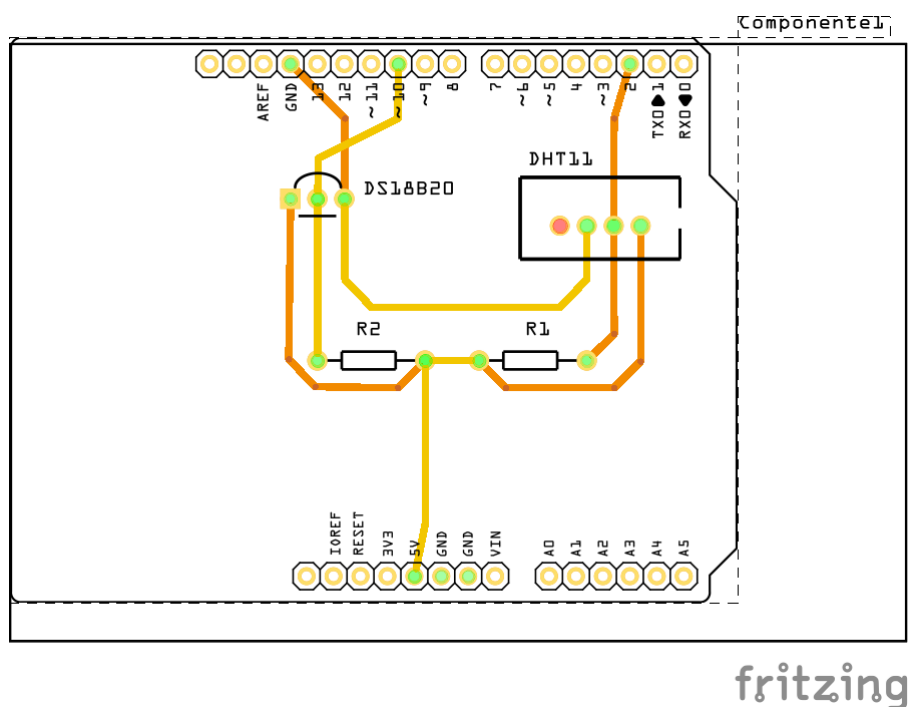 Componente1
AREF
GND
13
12
~11
~10
~9
8
7
~6
~5
4
~3
2
TX0▶1
RX0◀0
DHT11
DS18B20
R2
R1
IOREF
RESET
3V3
5V
GND
GND
VIN
A0
A1
A2
A3
A4
A5
fritzing